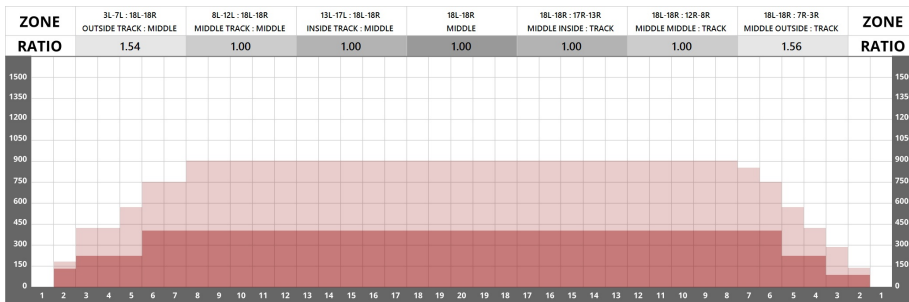 ZONE 3L-7L : 18L-18R 8L-12L : 18L-18R 13L-17L : 18L-18R 18L-18R 18L-18R : 17R-13R 18L-18R : 12R-8R 18L-18R : 7R-3R ZONE
OUTSIDE TRACK : MIDDLE MIDDLE TRACK : MIDDLE INSIDE TRACK : MIDDLE MIDDLE MIDDLE INSIDE : TRACK MIDDLE MIDDLE : TRACK MIDDLE OUTSIDE : TRACK
RATIO 1.54 1.00 1.00 1.00 1.00 1.00 1.56 RATIO
1500 150
1350 135
1200 120
1050 105
900 900
750 750
600 600
450 450
300 300
150 150
0 0
1 2 3 4 5 6 7 8 9 10 11 12 13 14 15 16 17 18 19 20 19 18 17 16 15 14 13 12 11 10 9 8 7 6 5 4 3 2 1